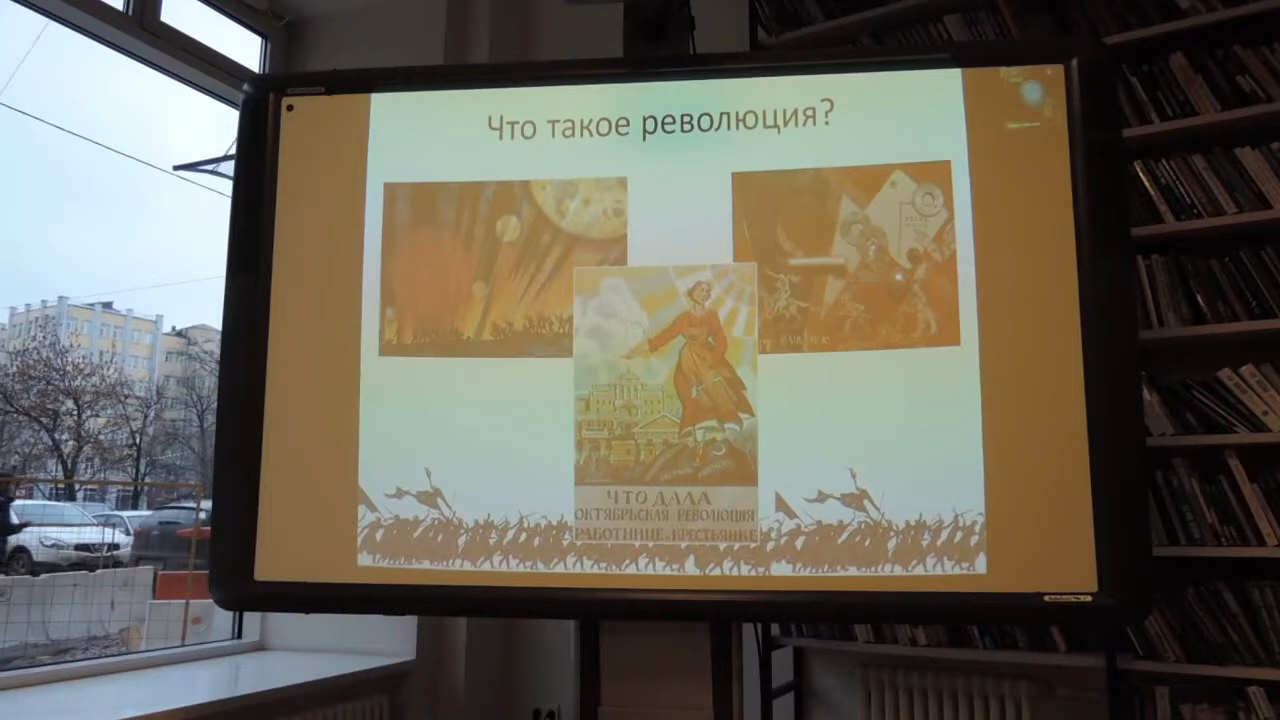 Что такое революция?
ЧТО ДАЛА
ОКТЯБРЬСКАЯ РЕВОЛЮЦИЯ
РАБОТНИЦЕ и КРЕСТЬЯНКЕ